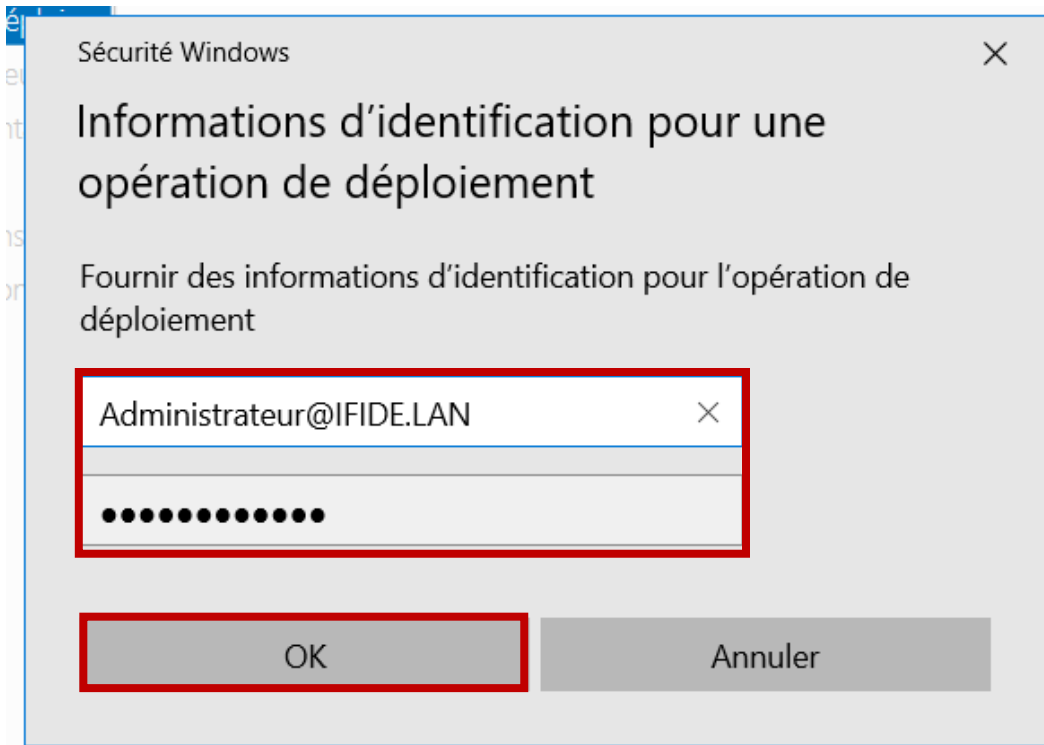 Sécurité Windows
Informations d’identification pour une
opération de déploiement
Fournir des informations d’identification pour l’opération de
déploiement
Administrateur@IFIDE.LAN
●●●●●●●●●●●●
OK
Annuler